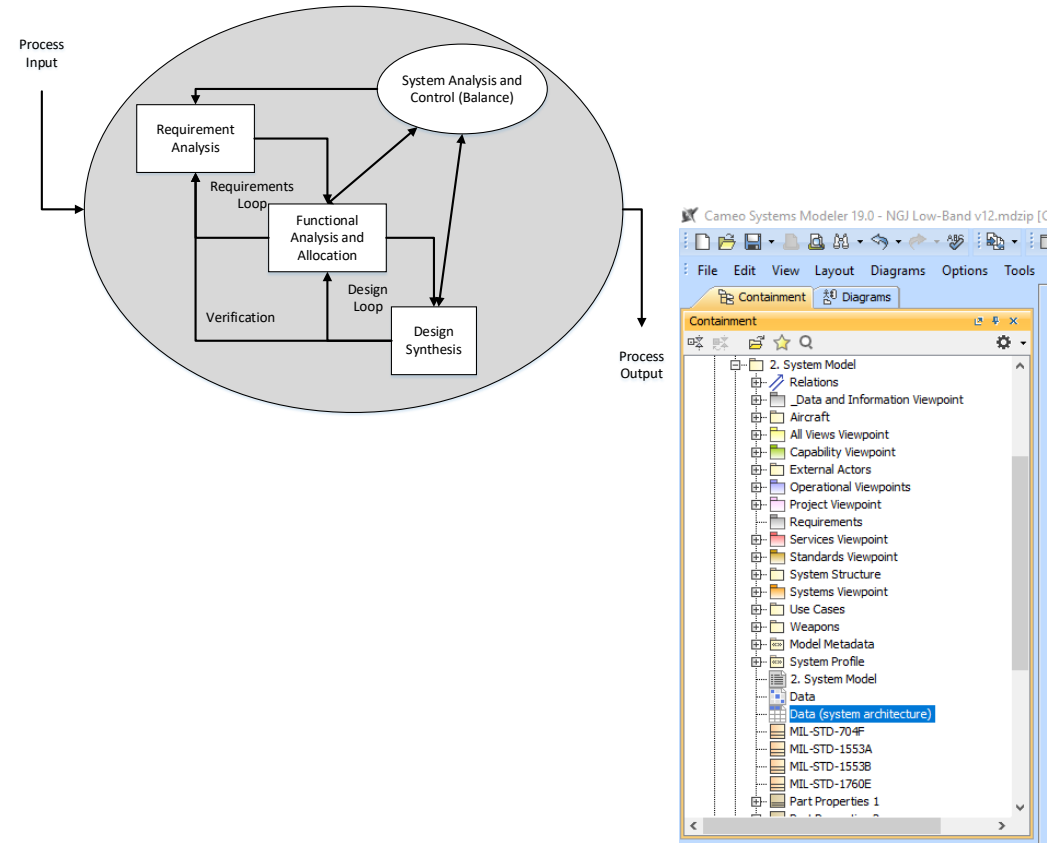 Process
Input
System Analysis and
Control (Balance)
Requirement
Analysis
Requirements
Loop
Functional
Analysis and
Allocation
Design
Loop
Verification
Design
Synthesis
Process
Output
Cameo Systems Modeler 19.0 - NGJ Low-Band v12.mdzip [C
File Edit View Layout Diagrams Options Tools
Containment Diagrams
Containment
2. System Model
Relations
_Data and Information Viewpoint
Aircraft
All Views Viewpoint
Capability Viewpoint
External Actors
Operational Viewpoints
Project Viewpoint
Requirements
Services Viewpoint
Standards Viewpoint
System Structure
Systems Viewpoint
Use Cases
Weapons
Model Metadata
System Profile
2. System Model
Data
Data (system architecture)
MIL-STD-704F
MIL-STD-1553A
MIL-STD-1553B
MIL-STD-1760E
Part Properties 1